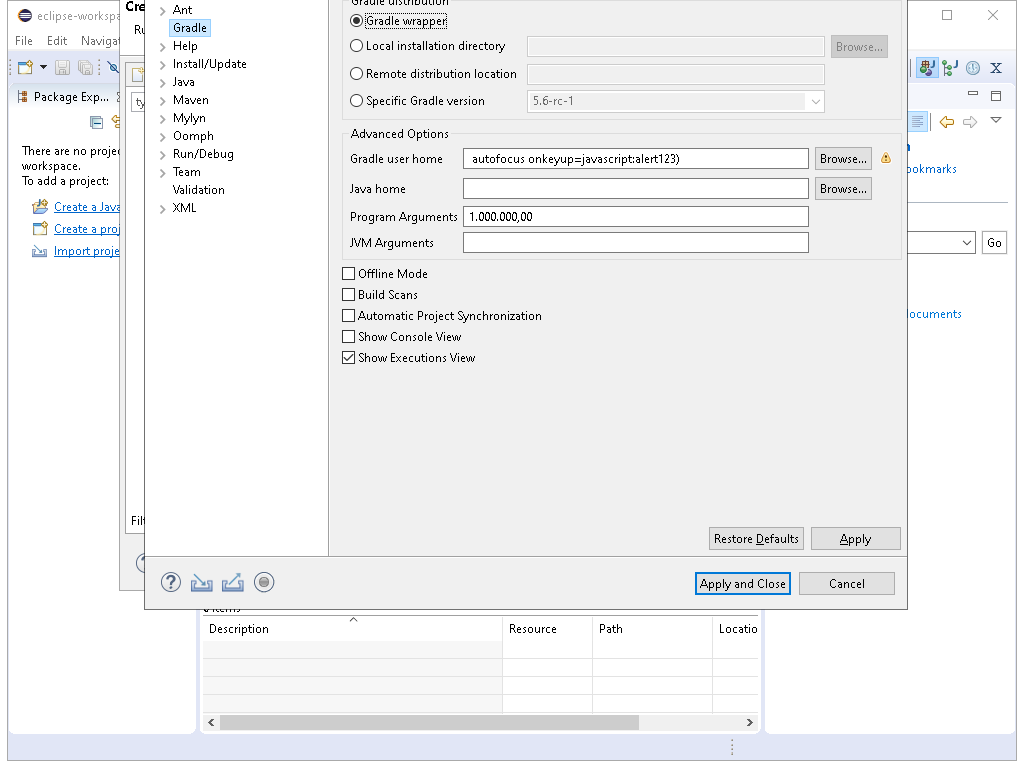 eclipse-workspa
Cre
File Edit Navigat
Ru
Package Exp...
ty
There are no projec
workspace.
To add a project:
Create a Java
Create a proj
Import proje
Filt
Ant
Gradle
Help
Install/Update
Java
Maven
Mylyn
Oomph
Run/Debug
Team
Validation
XML
Gradle distribution
Gradle wrapper
Local installation directory Browse...
Remote distribution location
Specific Gradle version 5.6-rc-1
Advanced Options
Gradle user home autofocus onkeyup=javascript:alert123) Browse...
Java home Browse...
Program Arguments 1.000.000,00
JVM Arguments
Offline Mode
Build Scans
Automatic Project Synchronization
Show Console View
Show Executions View
Restore Defaults Apply
Apply and Close Cancel
ookmarks
Go
ocuments
Description Resource Path Locatio